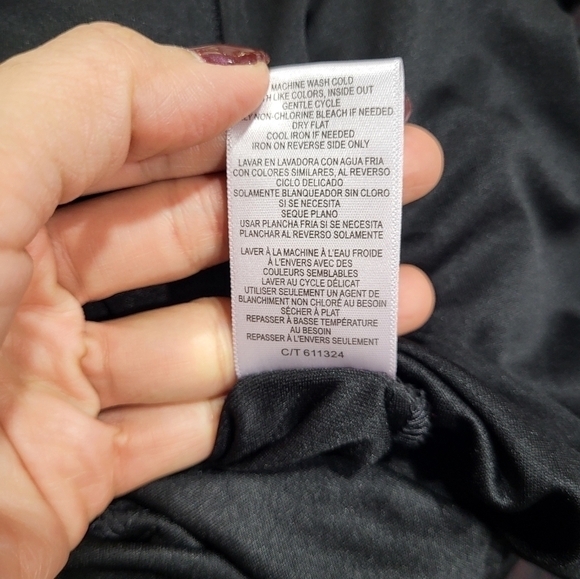 MACHINE WASH COLD
LIKE COLORS, INSIDE OUT
GENTLE CYCLE
NON-CHLORINE BLEACH IF NEEDED
DRY FLAT
COOL IRON IF NEEDED
IRON ON REVERSE SIDE ONLY
LAVAR EN LAVADORA CON AGUA FRIA
CON COLORES SIMILARES, AL REVERSO
CICLO DELICADO
SOLAMENTE BLANQUEADOR SIN CLORO
SI SE NECESITA
SEQUE PLANO
USAR PLANCHA FRIA SI SE NECESITA
PLANCHAR AL REVERSO SOLAMENTE
LAVER À LA MACHINE À L'EAU FROIDE
À L'ENVERS AVEC DES
COULEURS SEMBLABLES
LAVER AU CYCLE DÉLICAT
UTILISER SEULEMENT UN AGENT DE
BLANCHIMENT NON CHLORÉ AU BESOIN
SÉCHER À PLAT
REPASSER À BASSE TEMPÉRATURE
AU BESOIN
REPASSER À L'ENVERS SEULEMENT
C/T 611324